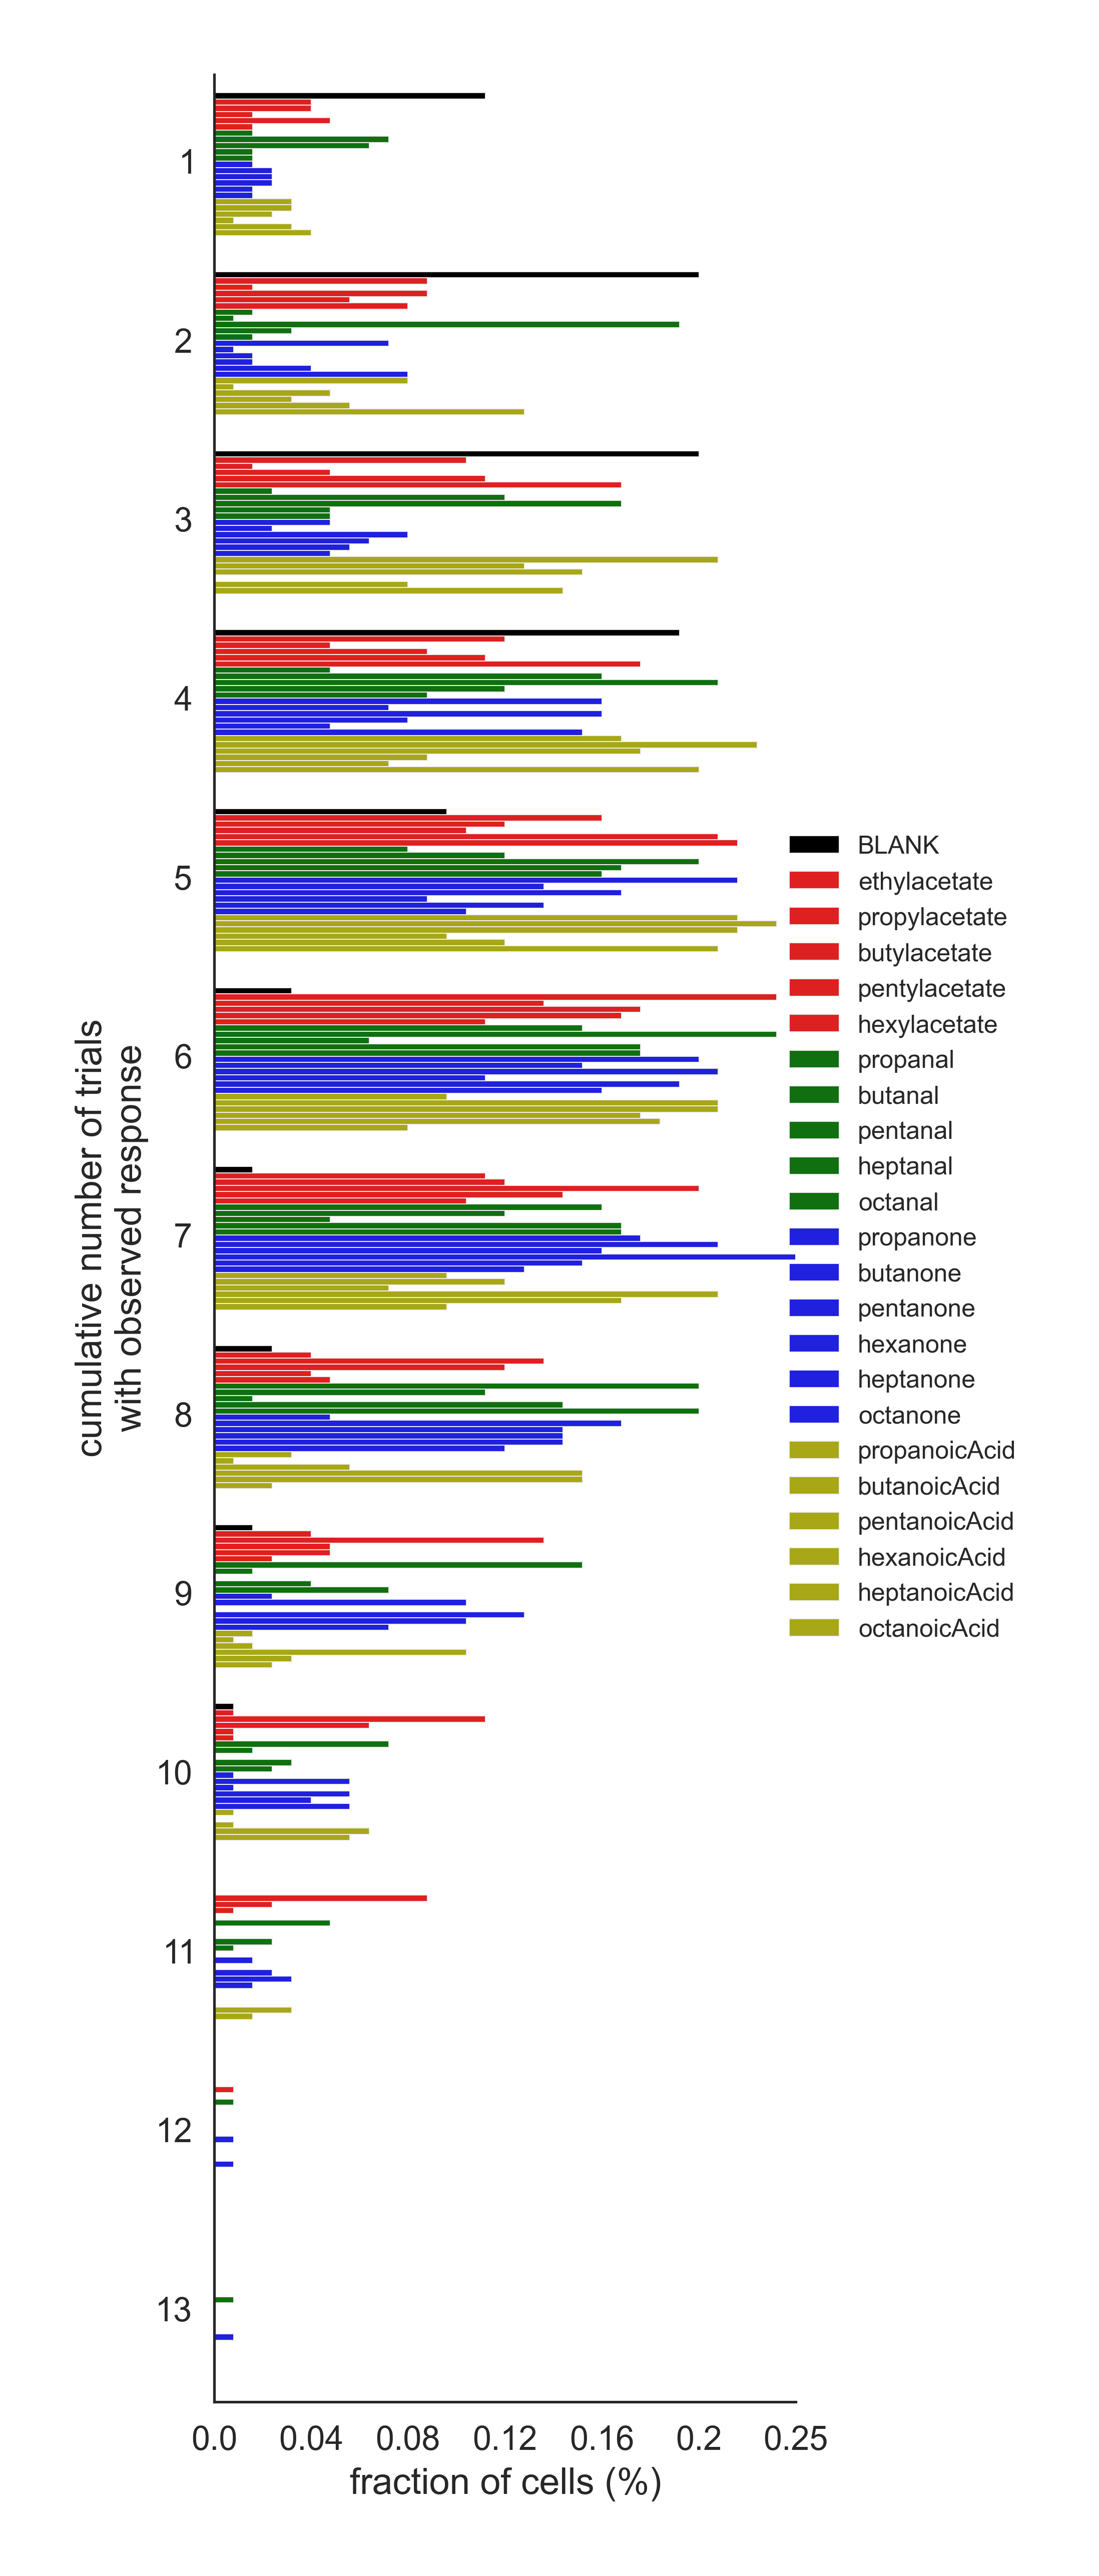 1
2
3
4
5
6
7
8
9
10
11
12
13
cumulative number of trials
with observed response
BLANK
ethylacetate
propylacetate
butylacetate
pentylacetate
hexylacetate
propanal
butanal
pentanal
heptanal
octanal
propanone
butanone
pentanone
hexanone
heptanone
octanone
propanoicAcid
butanoicAcid
pentanoicAcid
hexanoicAcid
heptanoicAcid
octanoicAcid
0.0 0.04 0.08 0.12 0.16 0.2 0.25
fraction of cells (%)